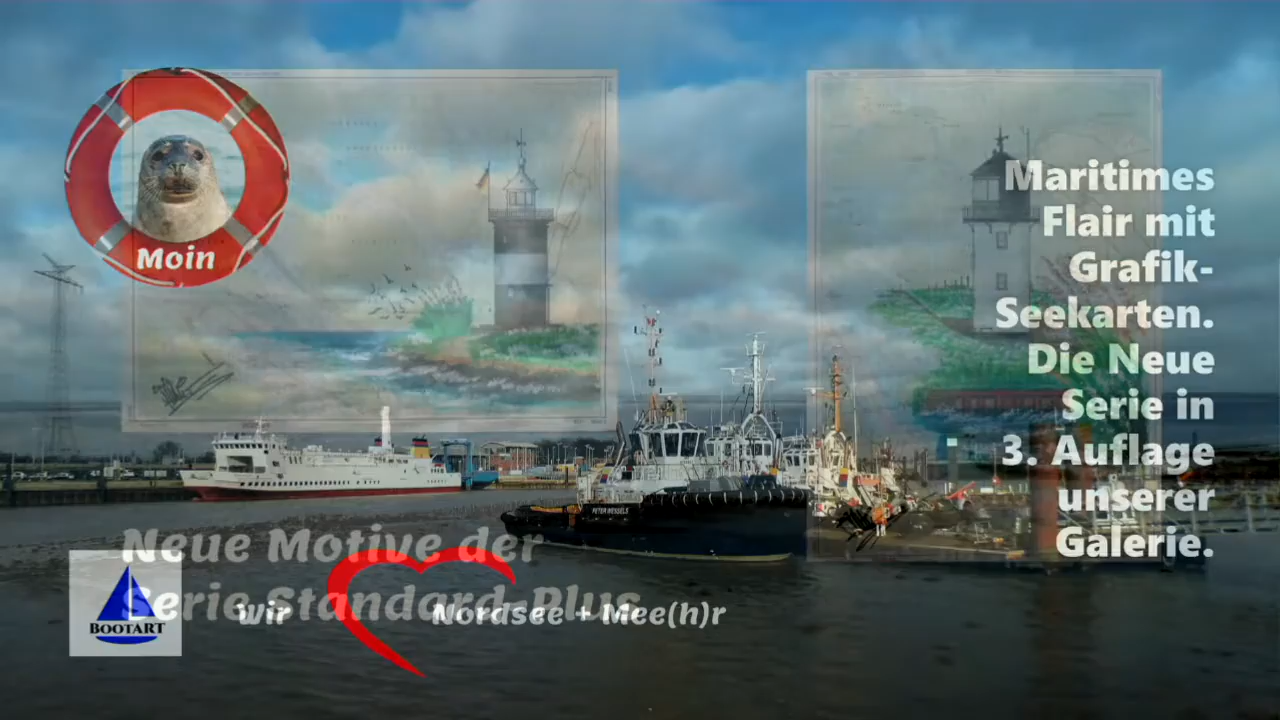 Moin
Maritimes
Flair mit
Grafik-
Seekarten.
Die Neue
Serie in
3. Auflage
unserer
Galerie.
PETER WESSELS
Neue Motive der
Serie Standard-Plus
Wir Nordsee + Mee(h)r
BOOTART